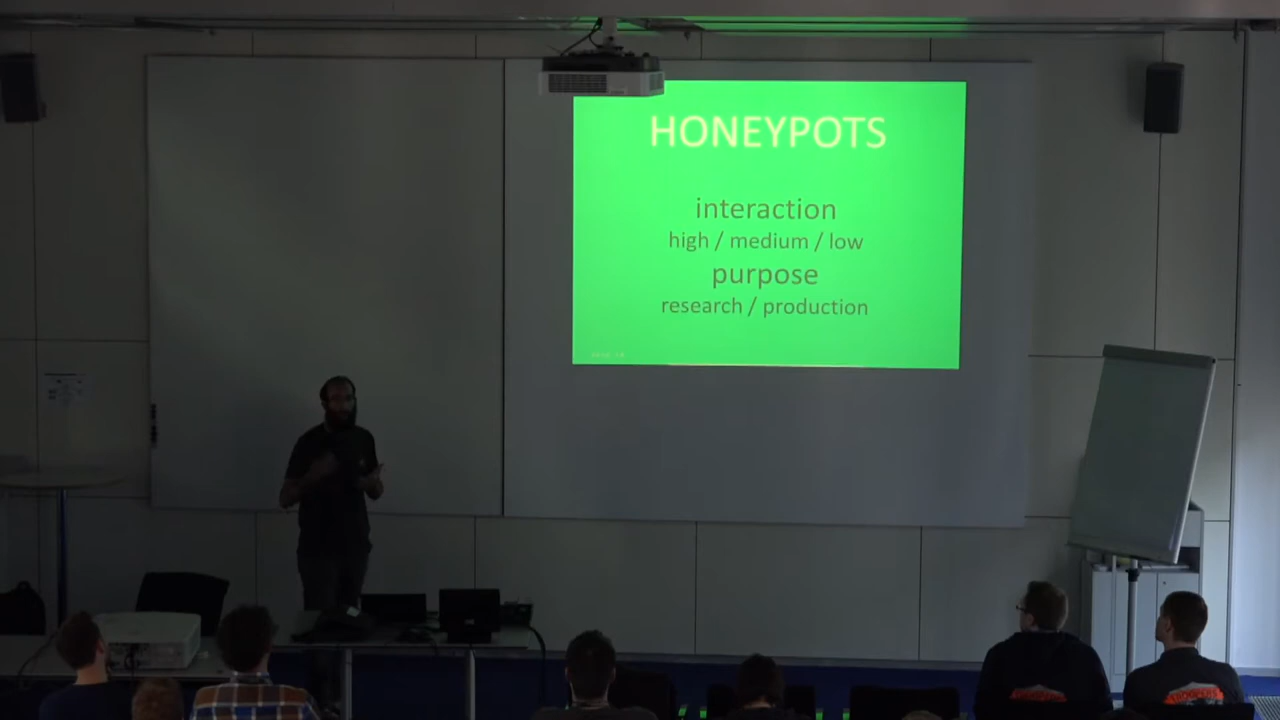 HONEYPOTS
interaction
high / medium / low
purpose
research / production